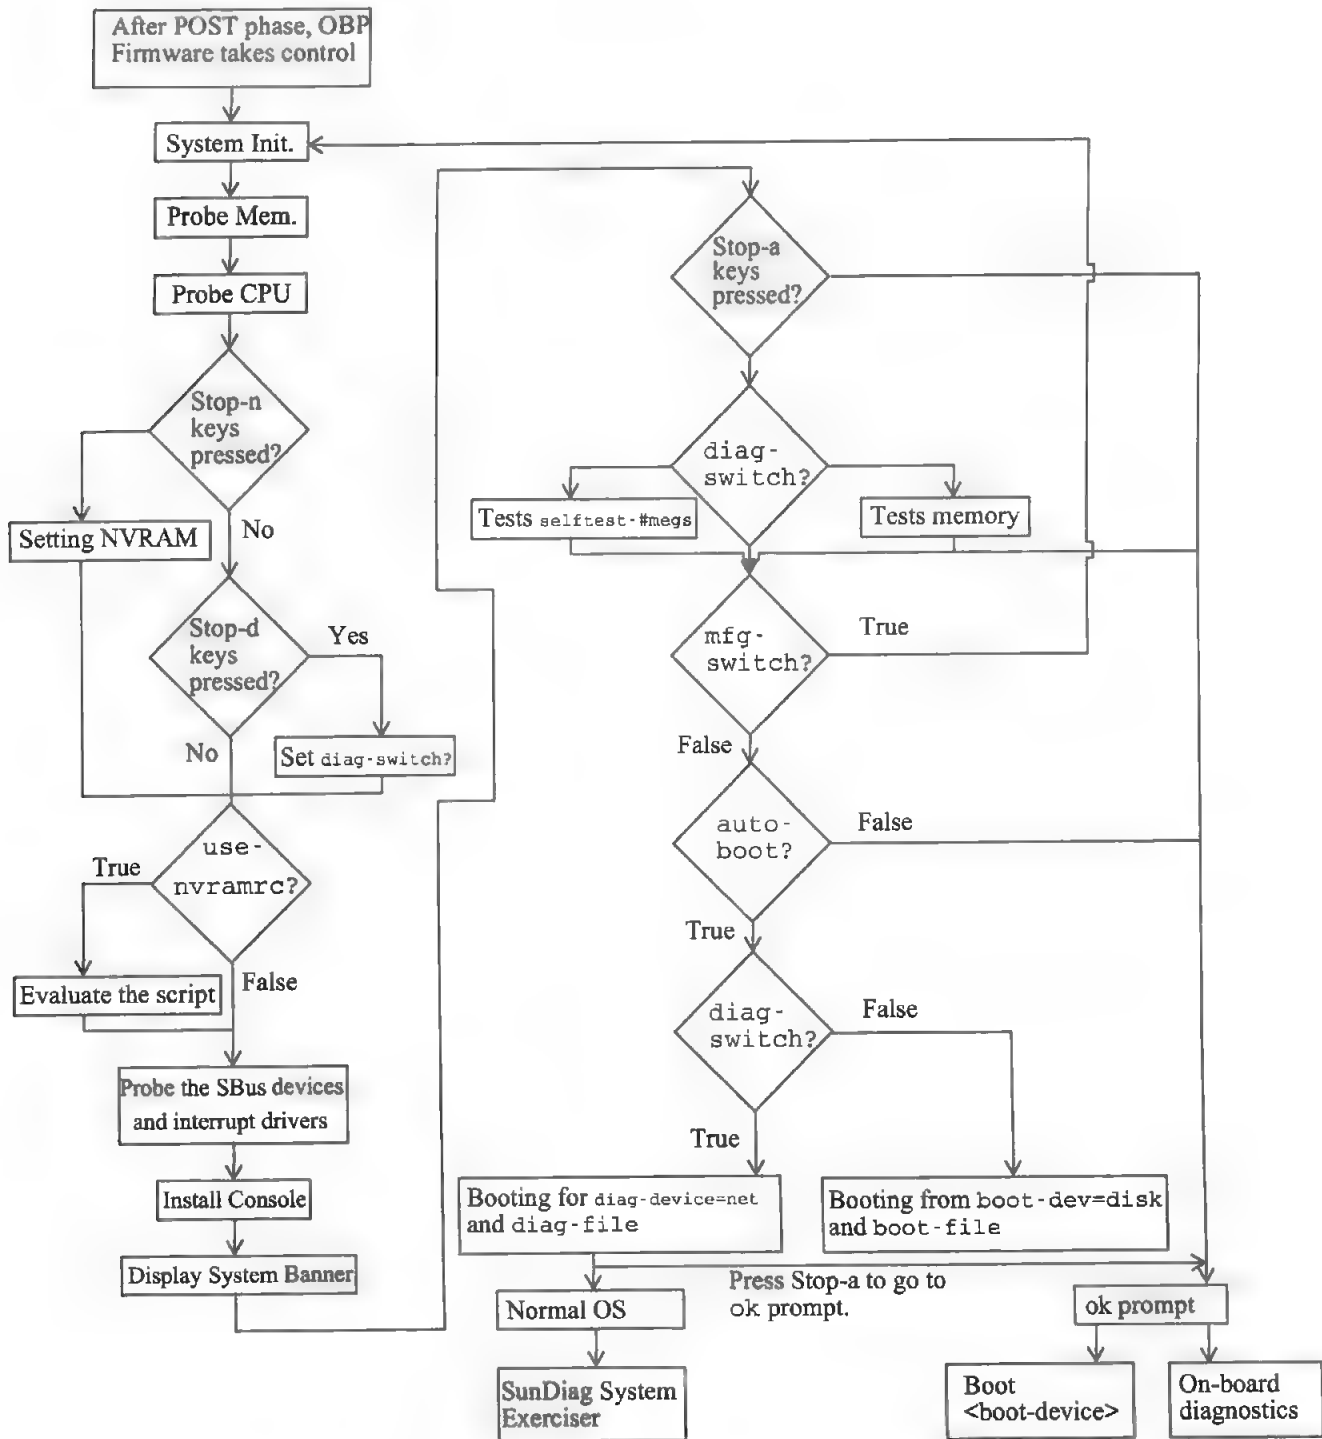 After POST phase, OBP
Firmware takes control
System Init.
Probe Mem.
Probe CPU
Stop-n
keys
pressed?
No
Setting NVRAM
Stop-d
keys
pressed?
Yes
No
Set diag-switch?
use-
nvramrc?
True
False
Evaluate the script
Probe the SBus devices
and interrupt drivers
Install Console
Display System Banner
Stop-a
keys
pressed?
diag-
switch?
Tests selftest-#megs
Tests memory
mfg-
switch?
True
False
auto-
boot?
False
True
diag-
switch?
False
True
Booting for diag-device=net
and diag-file
Booting from boot-dev=disk
and boot-file
Press Stop-a to go to
ok prompt.
Normal OS
ok prompt
SunDiag System
Exerciser
Boot
<boot-device>
On-board
diagnostics